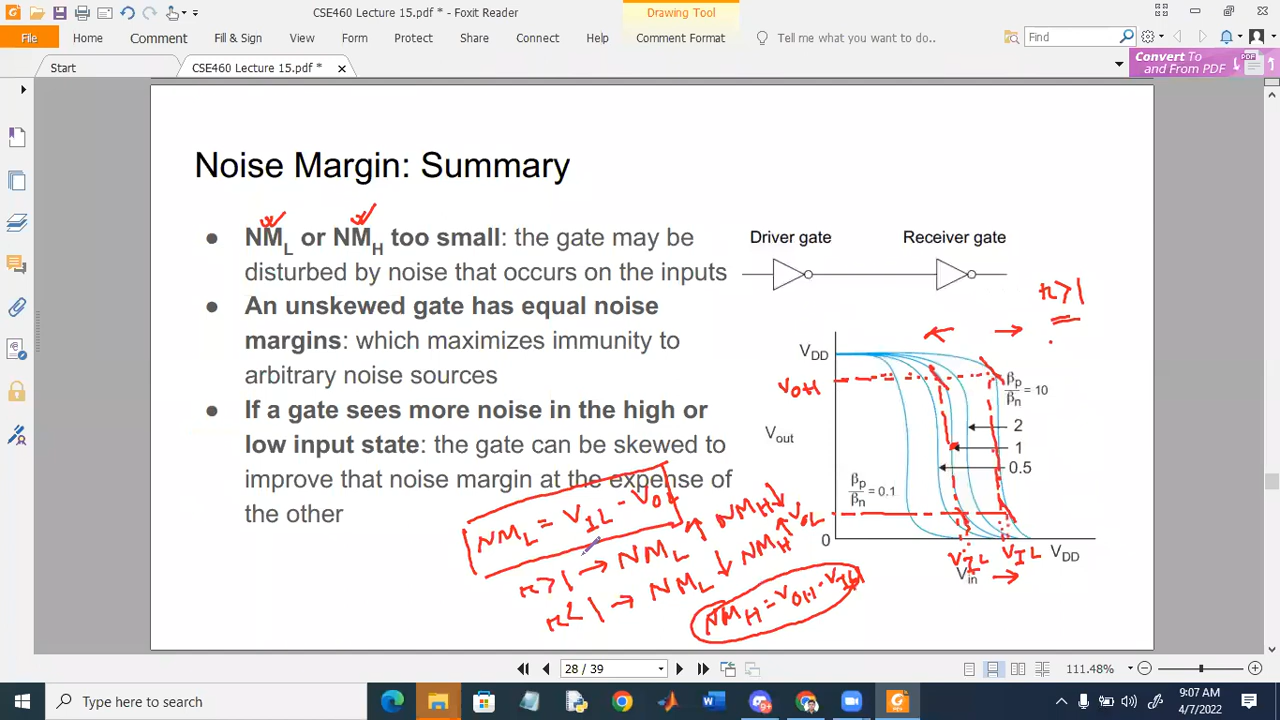 CSE460 Lecture 15.pdf * - Foxit Reader
Drawing Tool
File Home Comment Fill & Sign View Form Protect Share Connect Help Comment Format Tell me what you want to do.. Find
Start CSE460 Lecture 15.pdf * Convert To and From PDF
Noise Margin: Summary
● NML or NMH too small: the gate may be
disturbed by noise that occurs on the inputs
● An unskewed gate has equal noise
margins: which maximizes immunity to
arbitrary noise sources
● If a gate sees more noise in the high or
low input state: the gate can be skewed to
improve that noise margin at the expense of
the other
Driver gate Receiver gate
r>1
VDD
VOH
βp/βn = 10
2
Vout
1
0.5
βp/βn = 0.1
VOL
0
VIL VIL VDD
Vin
NML = VIL - VOL
r>1 → NML ↑ NMH ↓
r<1 → NML ↓ NMH ↑
NMH = VOH - VIH
28 / 39
111.48%
Type here to search
9:07 AM
4/7/2022